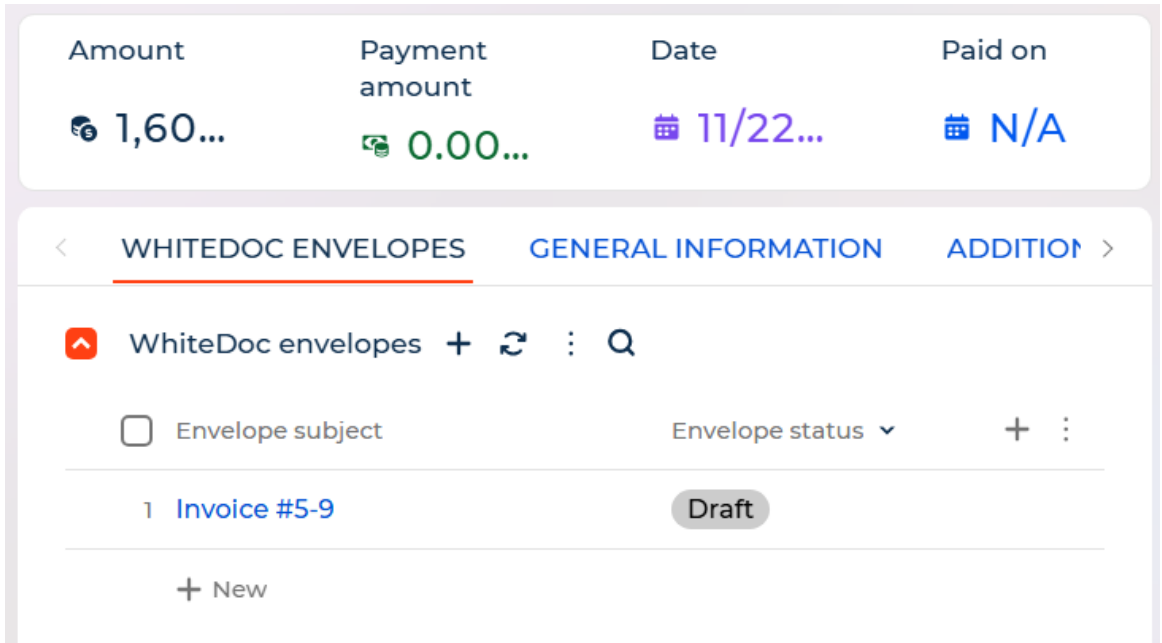 Amount
Payment amount
Date
Paid on
1,60...
0.00...
11/22...
N/A
WHITEDOC ENVELOPES GENERAL INFORMATION ADDITION
WhiteDoc envelopes
Envelope subject Envelope status
1 Invoice #5-9 Draft
New